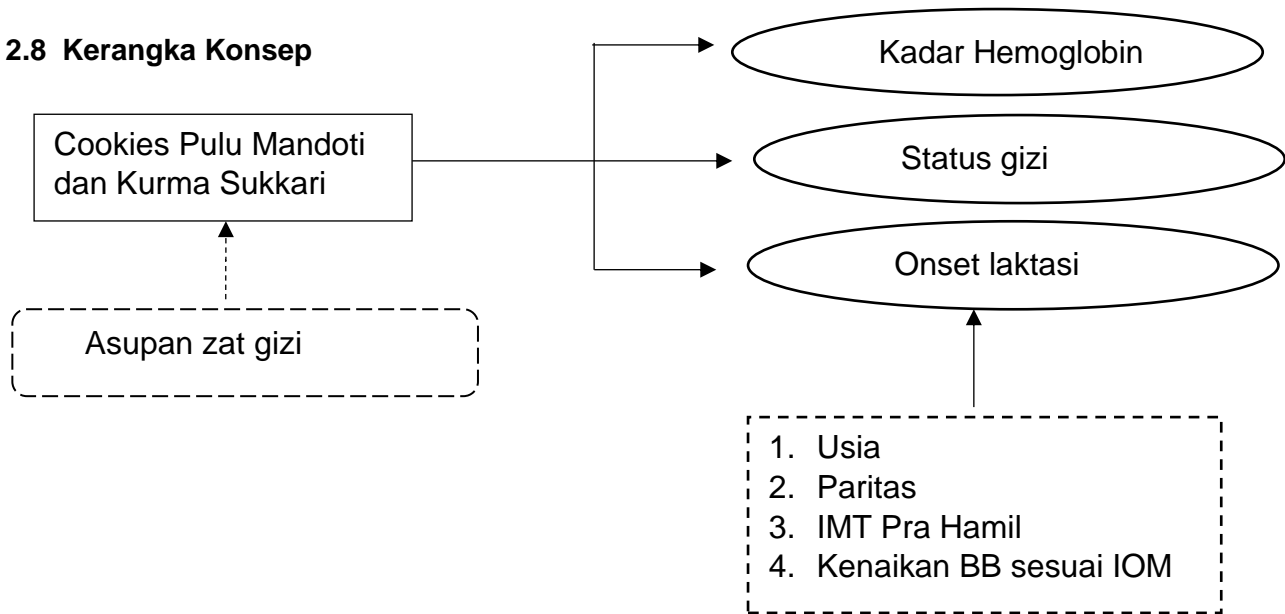 2.8 Kerangka Konsep
Kadar Hemoglobin
Cookies Pulu Mandoti
dan Kurma Sukkari
Status gizi
Onset laktasi
Asupan zat gizi
1. Usia
2. Paritas
3. IMT Pra Hamil
4. Kenaikan BB sesuai IOM